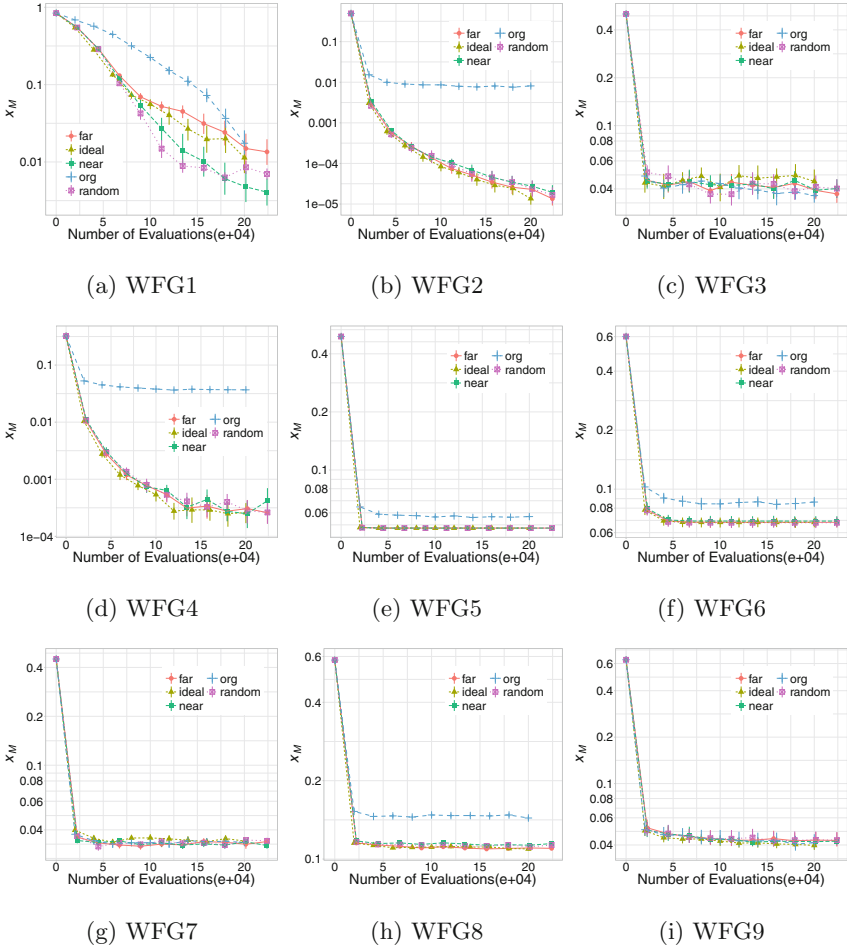 1
0.1
0.01
x_M
far
ideal
near
org
random
0 5 10 15 20
Number of Evaluations(e+04)
(a) WFG1
0.1
0.01
0.001
1e−04
1e−05
x_M
far org
ideal random
near
0 5 10 15 20
Number of Evaluations(e+04)
(b) WFG2
0.4
0.2
0.1
0.08
0.06
0.04
x_M
far org
ideal random
near
0 5 10 15 20
Number of Evaluations(e+04)
(c) WFG3
0.1
0.01
0.001
1e−04
x_M
far org
ideal random
near
0 5 10 15 20
Number of Evaluations(e+04)
(d) WFG4
0.4
0.2
0.1
0.08
0.06
x_M
far org
ideal random
near
0 5 10 15 20
Number of Evaluations(e+04)
(e) WFG5
0.6
0.4
0.2
0.1
0.08
0.06
x_M
far org
ideal random
near
0 5 10 15 20
Number of Evaluations(e+04)
(f) WFG6
0.4
0.2
0.1
0.08
0.06
0.04
x_M
far org
ideal random
near
0 5 10 15 20
Number of Evaluations(e+04)
(g) WFG7
0.6
0.4
0.2
0.1
x_M
far org
ideal random
near
0 5 10 15 20
Number of Evaluations(e+04)
(h) WFG8
0.6
0.4
0.2
0.1
0.08
0.06
0.04
x_M
far org
ideal random
near
0 5 10 15 20
Number of Evaluations(e+04)
(i) WFG9